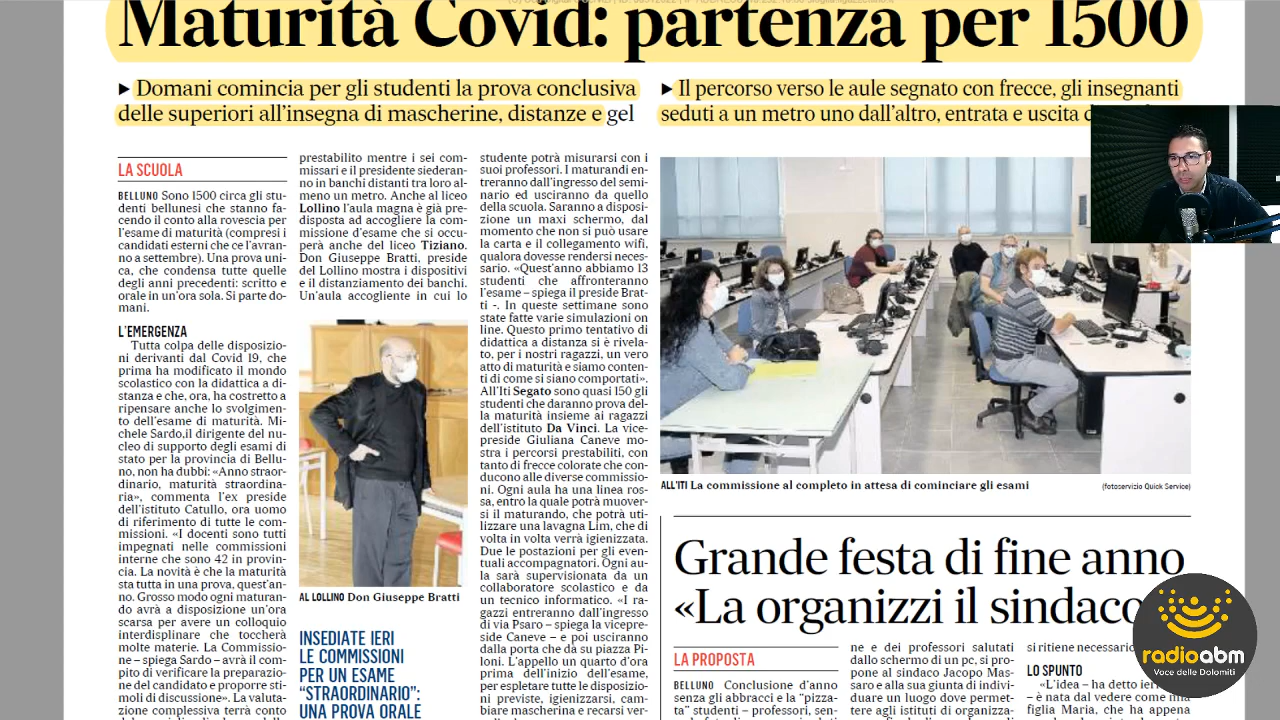 Maturità Covid: partenza per 1500
▶ Domani comincia per gli studenti la prova conclusiva
delle superiori all'insegna di mascherine, distanze e gel
▶ Il percorso verso le aule segnato con frecce, gli insegnanti
seduti a un metro uno dall'altro, entrata e uscita
LA SCUOLA
BELLUNO Sono 1500 circa gli stu-
denti bellunesi che stanno fa-
cendo il conto alla rovescia per
l'esame di maturità (compresi i
candidati esterni che ce l'avran-
no a settembre). Una prova uni-
ca, che condensa tutte quelle
degli anni precedenti: scritto e
orale in un'ora sola. Si parte do-
mani.
L'EMERGENZA
Tutta colpa delle disposizio-
ni derivanti dal Covid 19, che
prima ha modificato il mondo
scolastico con la didattica a di-
stanza e che, ora, ha costretto a
ripensare anche lo svolgimen-
to dell'esame di maturità. Mi-
chele Sardo,il dirigente del nu-
cleo di supporto degli esami di
stato per la provincia di Bellu-
no, non ha dubbi: «Anno straor-
dinario, maturità straordina-
ria», commenta l'ex preside
dell'istituto Catullo, ora uomo
di riferimento di tutte le com-
missioni. «I docenti sono tutti
impegnati nelle commissioni
interne che sono 42 in provin-
cia. La novità è che la maturità
sta tutta in una prova, quest'an-
no. Grosso modo ogni maturan-
do avrà a disposizione un'ora
scarsa per avere un colloquio
interdisplinare che toccherà
molte materie. La Commissio-
ne – spiega Sardo – avrà il com-
pito di verificare la preparazio-
ne del candidato e proporre sti-
moli di discussione». La valuta-
zione complessiva terrà conto
prestabilito mentre i sei com-
missari e il presidente siederan-
no in banchi distanti tra loro al-
meno un metro. Anche al liceo
Lollino l'aula magna è già pre-
disposta ad accogliere la com-
missione d'esame che si occu-
perà anche del liceo Tiziano.
Don Giuseppe Bratti, preside
del Lollino mostra i dispositivi
e il distanziamento dei banchi.
Un'aula accogliente in cui lo
AL LOLLINO Don Giuseppe Bratti
INSEDIATE IERI
LE COMMISSIONI
PER UN ESAME
“STRAORDINARIO”:
UNA PROVA ORALE
studente potrà misurarsi con i
suoi professori. I maturandi en-
treranno dall'ingresso del semi-
nario ed usciranno da quello
della scuola. Saranno a disposi-
zione un maxi schermo, dal
momento che non si può usare
la carta e il collegamento wifi,
qualora dovesse rendersi neces-
sario. «Quest'anno abbiamo 13
studenti che affronteranno
l'esame – spiega il preside Brat-
ti -. In queste settimane sono
state fatte varie simulazioni on
line. Questo primo tentativo di
didattica a distanza si è rivela-
to, per i nostri ragazzi, un vero
atto di maturità e siamo conten-
ti di come si siano comportati».
All'Iti Segato sono quasi 150 gli
studenti che daranno prova del-
la maturità insieme ai ragazzi
dell'istituto Da Vinci. La vice-
preside Giuliana Caneve mo-
stra i percorsi prestabiliti, con
tanto di frecce colorate che con-
ducono alle diverse commissio-
ni. Ogni aula ha una linea ros-
sa, entro la quale potrà muover-
si il maturando, che potrà uti-
lizzare una lavagna Lim, che di
volta in volta verrà igienizzata.
Due le postazioni per gli even-
tuali accompagnatori. Ogni au-
la sarà supervisionata da un
collaboratore scolastico e da
un tecnico informatico. «I ra-
gazzi entreranno dall'ingresso
di via Psaro – spiega la vicepre-
side Caneve – e poi usciranno
dalla porta che dà su piazza Pi-
loni. L'appello un quarto d'ora
prima dell'inizio dell'esame,
per espletare tutte le disposizio-
ni previste, igienizzarsi, cam-
biare mascherina e recarsi ver-
ALL'ITI La commissione al completo in attesa di cominciare gli esami
(fotoservizio Quick Service)
Grande festa di fine anno
«La organizzi il sindaco
LA PROPOSTA
BELLUNO Conclusione d'anno
senza gli abbracci e la “pizza-
ta” studenti – professori, sen-
ne e dei professori salutati
dallo schermo di un pc, si pro-
pone al sindaco Jacopo Mas-
saro e alla sua giunta di indivi-
duare un luogo dove permet-
tere agli istituti di organizza-
si ritiene necessario
LO SPUNTO
«L'idea – ha detto ieri
– è nata dal vedere come mia
figlia Maria, che ha appena
radioabm
Voce delle Dolomiti